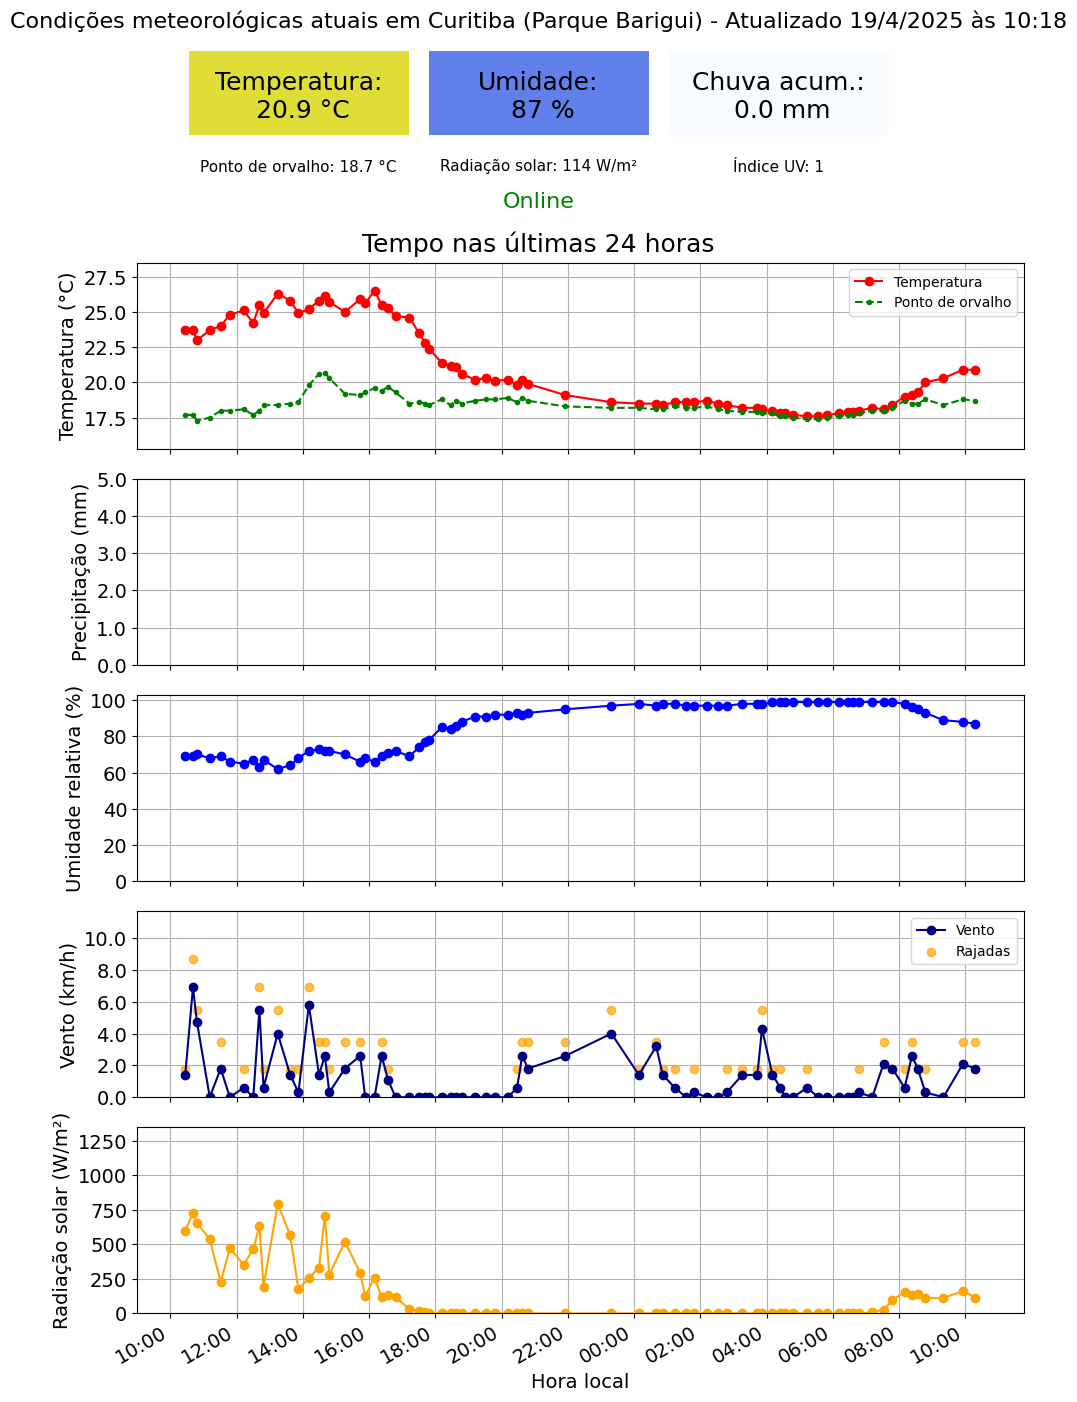 Condições meteorológicas atuais em Curitiba (Parque Barigui) - Atualizado 19/4/2025 às 10:18
Temperatura:
20.9 °C
Umidade:
87 %
Chuva acum.:
0.0 mm
Ponto de orvalho: 18.7 °C
Radiação solar: 114 W/m²
Índice UV: 1
Online
Tempo nas últimas 24 horas
Temperatura (°C)
27.5
25.0
22.5
20.0
17.5
Temperatura
Ponto de orvalho
Precipitação (mm)
5.0
4.0
3.0
2.0
1.0
0.0
Umidade relativa (%)
100
80
60
40
20
0
Vento (km/h)
10.0
8.0
6.0
4.0
2.0
0.0
Vento
Rajadas
Radiação solar (W/m²)
1250
1000
750
500
250
0
10:00
12:00
14:00
16:00
18:00
20:00
22:00
00:00
02:00
04:00
06:00
08:00
10:00
Hora local